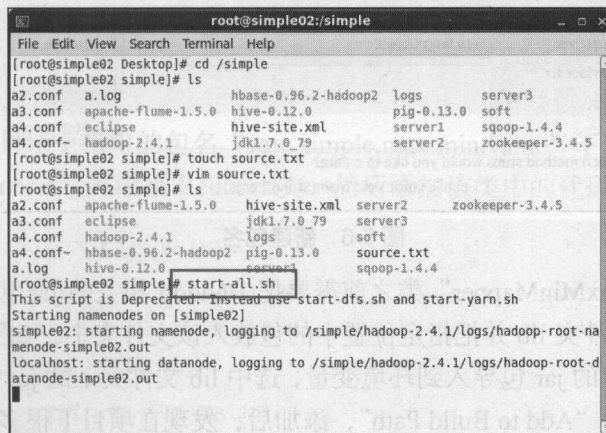 root@simple02:/simple
File Edit View Search Terminal Help
[root@simple02 Desktop]# cd /simple
[root@simple02 simple]# ls
a2.conf a.log hbase-0.96.2-hadoop2 logs server3
a3.conf apache-flume-1.5.0 hive-0.12.0 pig-0.13.0 soft
a4.conf eclipse hive-site.xml server1 sqoop-1.4.4
a4.conf~ hadoop-2.4.1 jdk1.7.0_79 server2 zookeeper-3.4.5
[root@simple02 simple]# touch source.txt
[root@simple02 simple]# vim source.txt
[root@simple02 simple]# ls
a2.conf apache-flume-1.5.0 hive-site.xml server2 zookeeper-3.4.5
a3.conf eclipse jdk1.7.0_79 server3
a4.conf hadoop-2.4.1 logs soft
a4.conf~ hbase-0.96.2-hadoop2 pig-0.13.0 source.txt
a.log hive-0.12.0 server1 sqoop-1.4.4
[root@simple02 simple]# start-all.sh
This script is Deprecated. Instead use start-dfs.sh and start-yarn.sh
Starting namenodes on [simple02]
simple02: starting namenode, logging to /simple/hadoop-2.4.1/logs/hadoop-root-na
menode-simple02.out
localhost: starting datanode, logging to /simple/hadoop-2.4.1/logs/hadoop-root-d
atanode-simple02.out